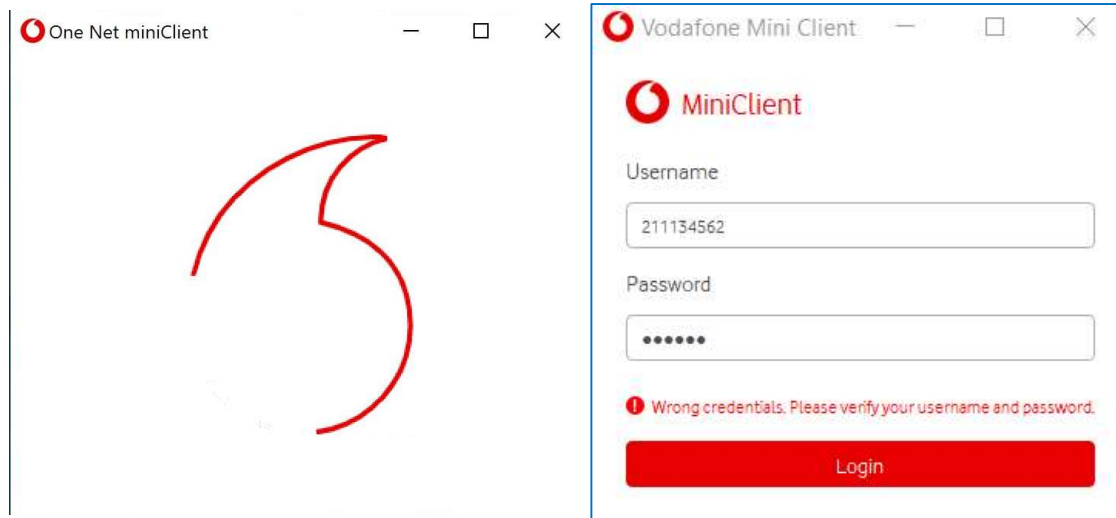 One Net miniClient
Vodafone Mini Client
MiniClient
Username
211134562
Password
••••••
Wrong credentials. Please verify your username and password.
Login